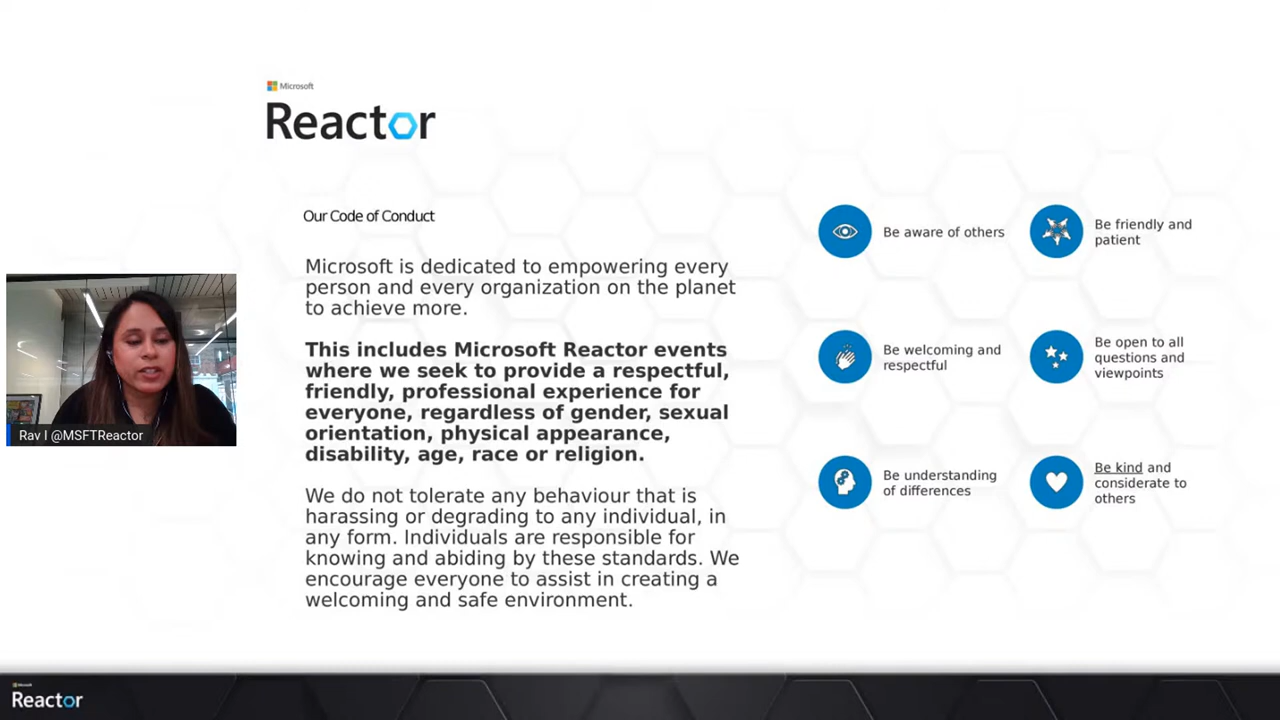 Microsoft
Reactor
Our Code of Conduct
Microsoft is dedicated to empowering every
person and every organization on the planet
to achieve more.
This includes Microsoft Reactor events
where we seek to provide a respectful,
friendly, professional experience for
everyone, regardless of gender, sexual
orientation, physical appearance,
disability, age, race or religion.
We do not tolerate any behaviour that is
harassing or degrading to any individual, in
any form. Individuals are responsible for
knowing and abiding by these standards. We
encourage everyone to assist in creating a
welcoming and safe environment.
Be aware of others
Be friendly and
patient
Be welcoming and
respectful
Be open to all
questions and
viewpoints
Be understanding
of differences
Be kind and
considerate to
others
Rav I @MSFTReactor
Microsoft
Reactor